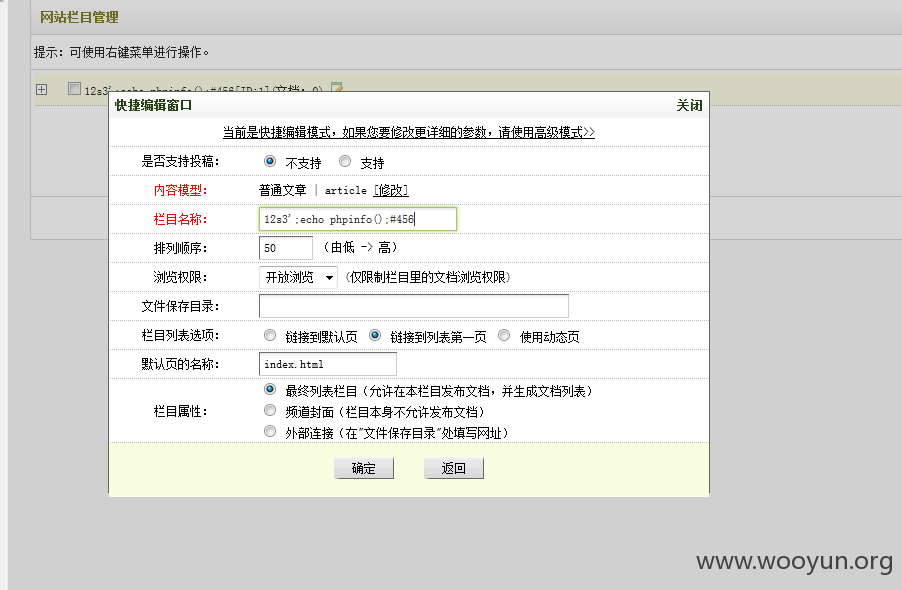 网站栏目管理
提示：可使用右键菜单进行操作。
12s3';echo phpinfo();#456[ID:1](文档：0)
快捷编辑窗口 关闭
当前是快捷编辑模式，如果您要修改更详细的参数，请使用高级模式>>
是否支持投稿： 不支持 支持
内容模型： 普通文章 | article [修改]
栏目名称： 12s3';echo phpinfo();#456
排列顺序： 50 （由低 -> 高）
浏览权限： 开放浏览 (仅限制栏目里的文档浏览权限)
文件保存目录：
栏目列表选项： 链接到默认页 链接到列表第一页 使用动态页
默认页的名称： index.html
栏目属性： 最终列表栏目（允许在本栏目发布文档，并生成文档列表）
频道封面（栏目本身不允许发布文档）
外部连接（在"文件保存目录"处填写网址）
确定 返回
www.wooyun.org